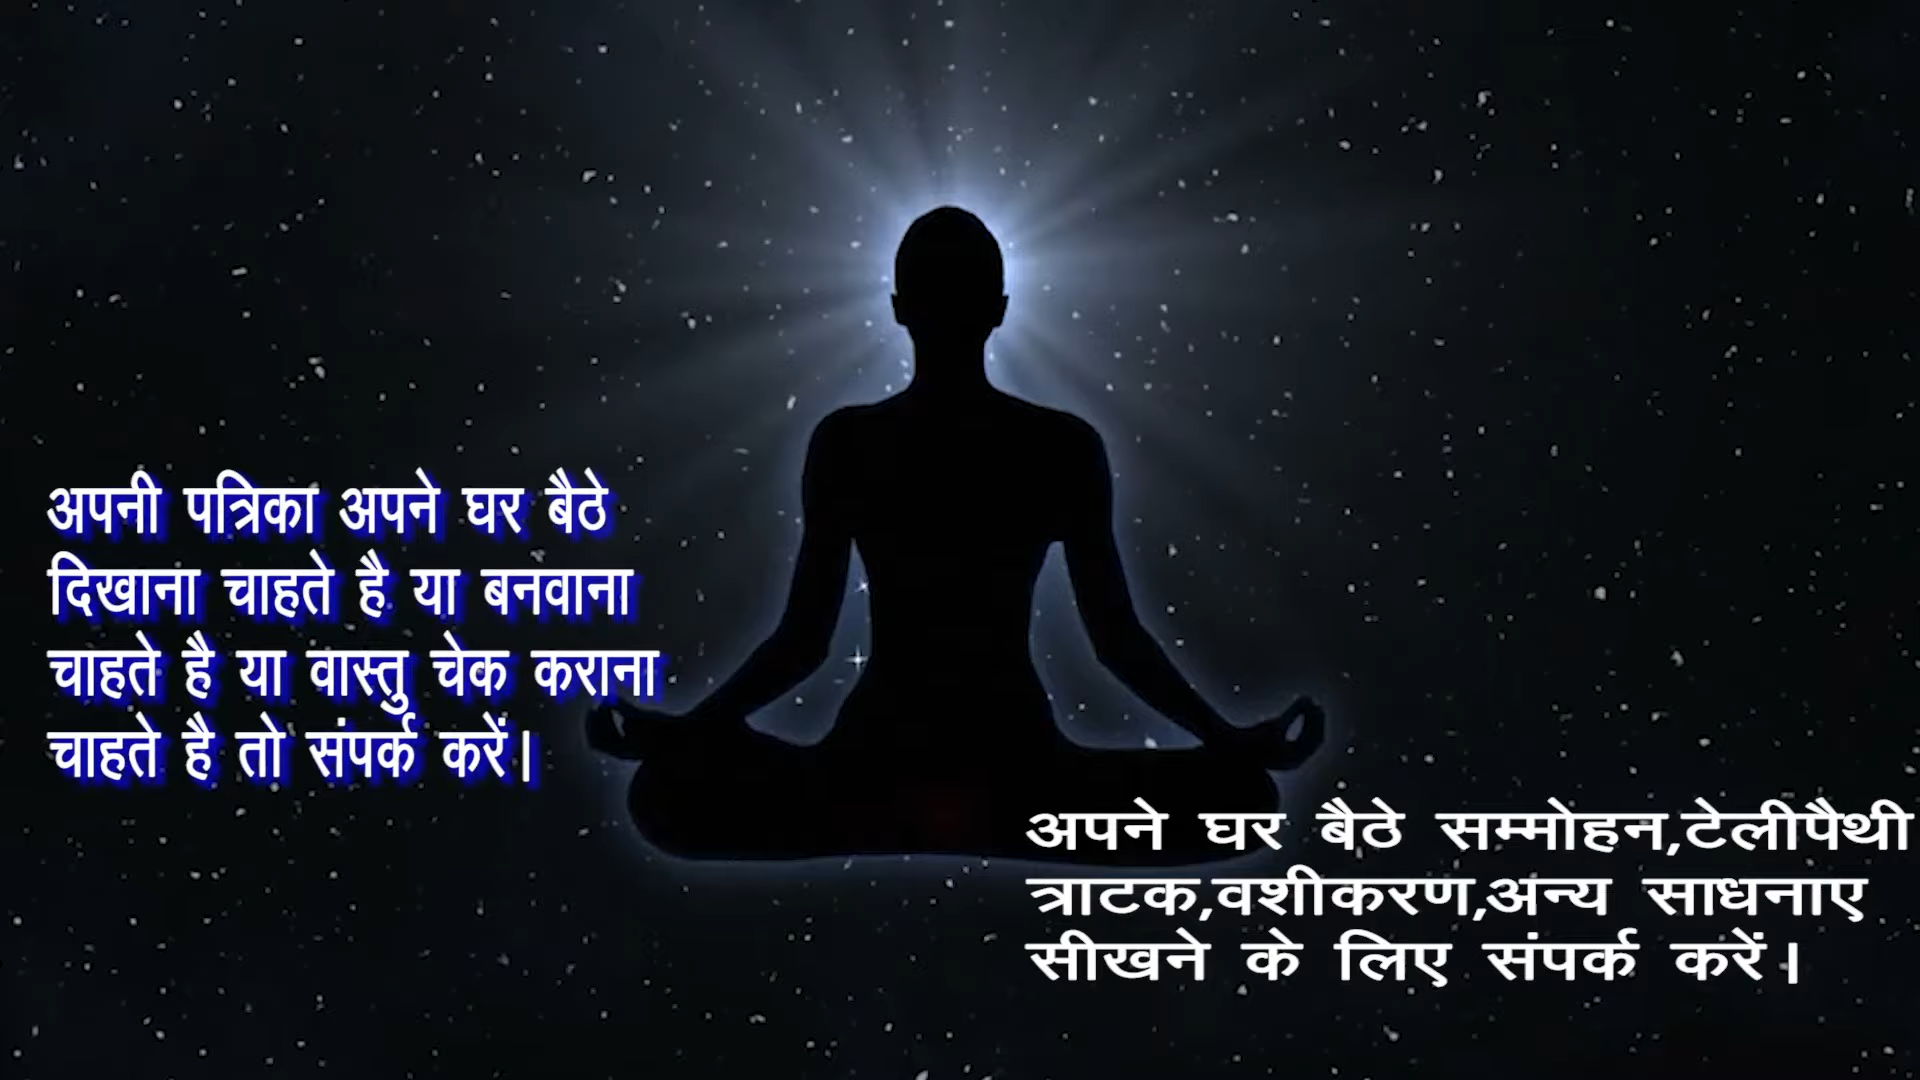 अपनी पत्रिका अपने घर बैठे
दिखाना चाहते है या बनवाना
चाहते है या वास्तु चेक कराना
चाहते है तो संपर्क करें।
अपने घर बैठे सम्मोहन,टेलीपैथी
त्राटक,वशीकरण,अन्य साधनाए
सीखने के लिए संपर्क करें।